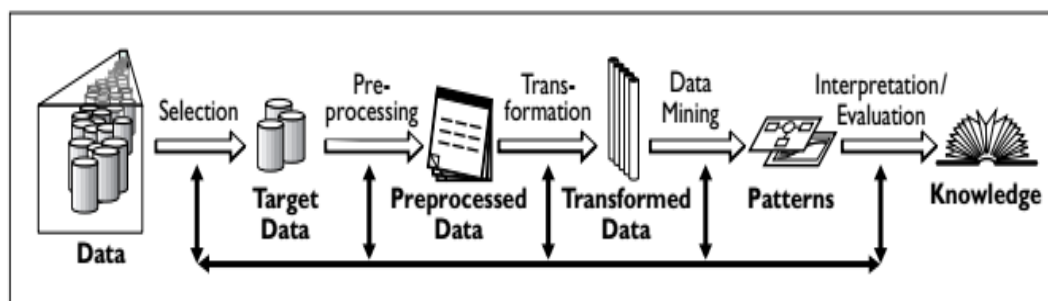 Selection
Pre-
processing
Trans-
formation
Data
Mining
Interpretation/
Evaluation
Data
Target
Data
Preprocessed
Data
Transformed
Data
Patterns
Knowledge